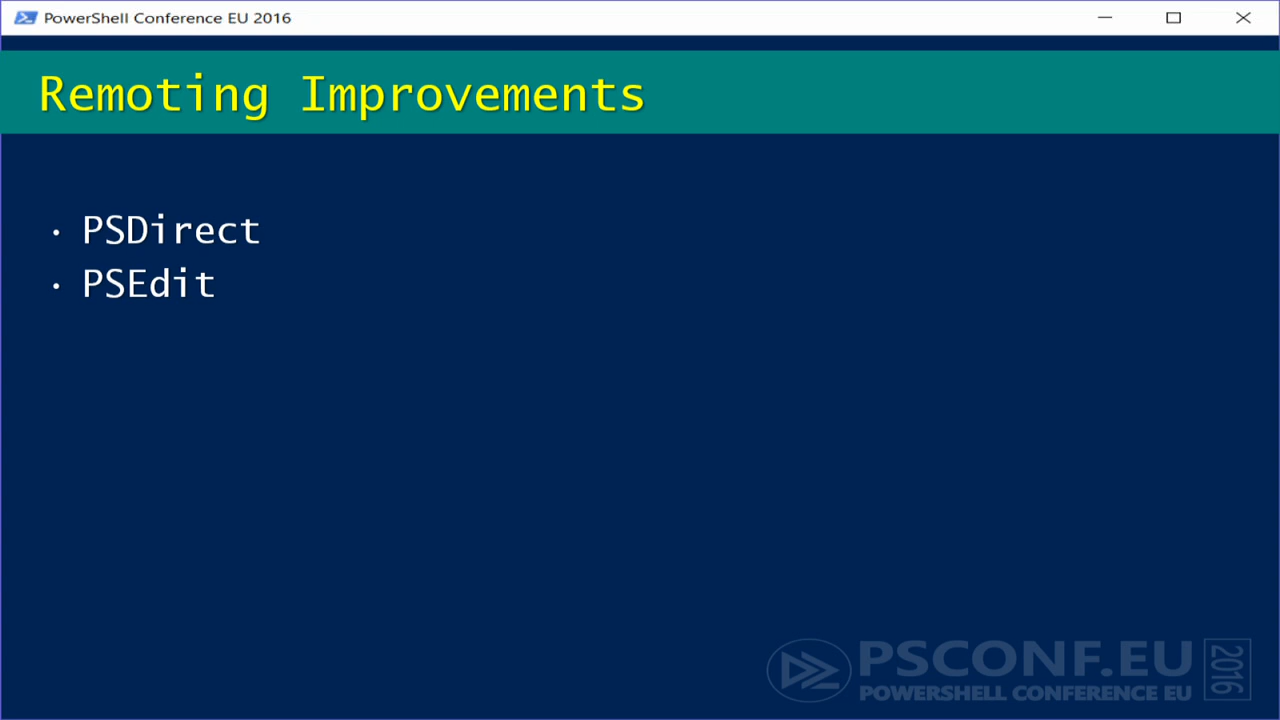 PowerShell Conference EU 2016
Remoting Improvements
• PSDirect
• PSEdit
PSCONF.EU
POWERSHELL CONFERENCE EU
2016